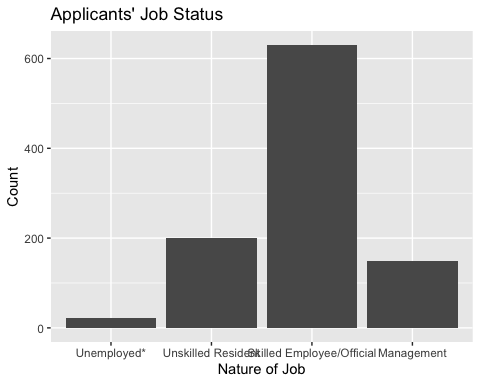 Applicants' Job Status
600
400
200
0
Count
Unemployed* Unskilled Resident Skilled Employee/Official Management
Nature of Job